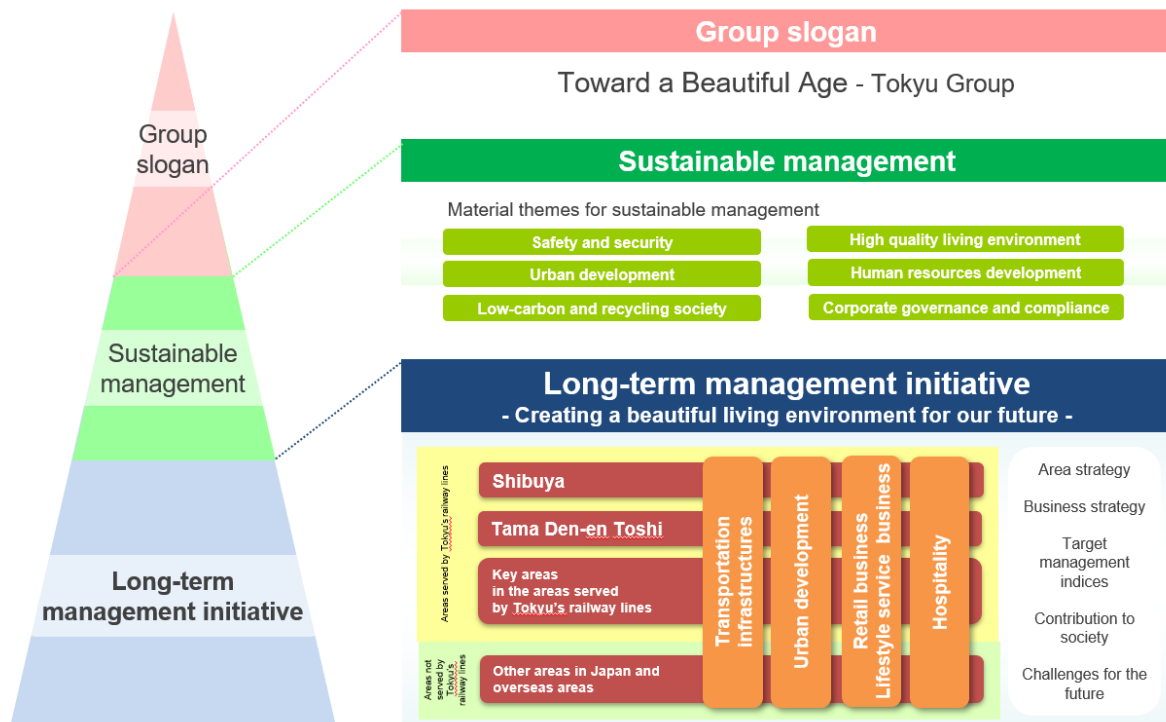 Group
slogan
Sustainable
management
Long-term
management initiative
Group slogan
Toward a Beautiful Age - Tokyu Group
Sustainable management
Material themes for sustainable management
Safety and security
High quality living environment
Urban development
Human resources development
Low-carbon and recycling society
Corporate governance and compliance
Long-term management initiative
- Creating a beautiful living environment for our future -
Areas served by Tokyu's railway lines
Shibuya
Tama Den-en Toshi
Key areas
in the areas served
by Tokyu's railway lines
Areas not
served by
Tokyu's
railway lines
Other areas in Japan and
overseas areas
Transportation
infrastructures
Urban development
Retail business
Lifestyle service business
Hospitality
Area strategy
Business strategy
Target
management
indices
Contribution to
society
Challenges for the
future